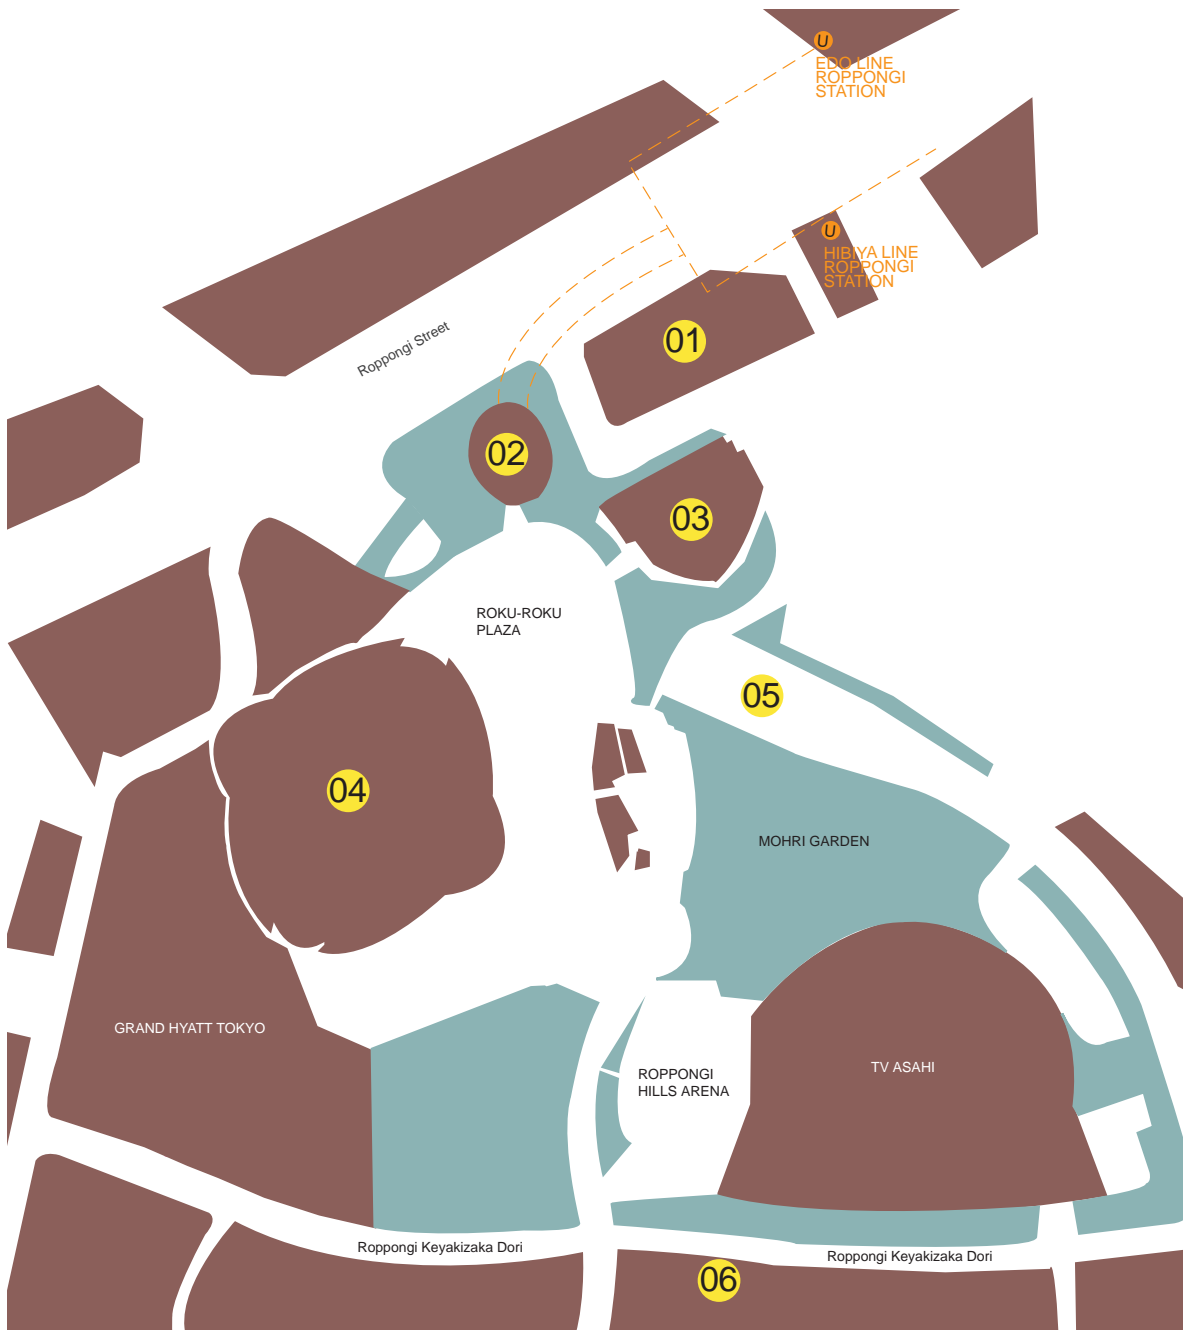 U
EDO LINE
ROPPONGI
STATION
U
HIBIYA LINE
ROPPONGI
STATION
Roppongi Street
01
02
03
ROKU-ROKU
PLAZA
05
04
MOHRI GARDEN
GRAND HYATT TOKYO
ROPPONGI
HILLS ARENA
TV ASAHI
Roppongi Keyakizaka Dori
Roppongi Keyakizaka Dori
06